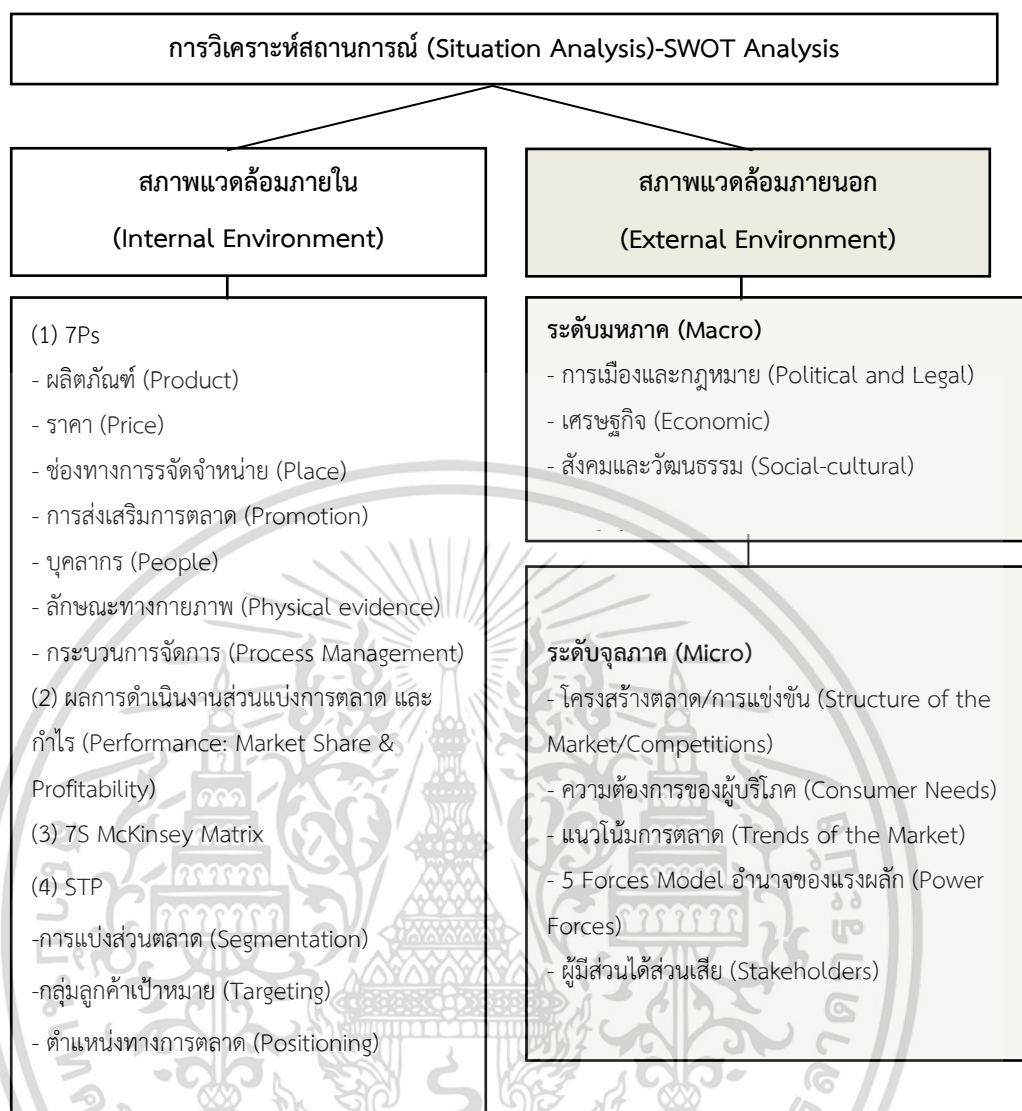 การวิเคราะห์สถานการณ์ (Situation Analysis)-SWOT Analysis
สภาพแวดล้อมภายใน
(Internal Environment)
สภาพแวดล้อมภายนอก
(External Environment)
(1) 7Ps
- ผลิตภัณฑ์ (Product)
- ราคา (Price)
- ช่องทางการรจัดจำหน่าย (Place)
- การส่งเสริมการตลาด (Promotion)
- บุคลากร (People)
- ลักษณะทางกายภาพ (Physical evidence)
- กระบวนการจัดการ (Process Management)
(2) ผลการดำเนินงานส่วนแบ่งการตลาด และ
กำไร (Performance: Market Share &
Profitability)
(3) 7S McKinsey Matrix
(4) STP
-การแบ่งส่วนตลาด (Segmentation)
-กลุ่มลูกค้าเป้าหมาย (Targeting)
- ตำแหน่งทางการตลาด (Positioning)
ระดับมหภาค (Macro)
- การเมืองและกฎหมาย (Political and Legal)
- เศรษฐกิจ (Economic)
- สังคมและวัฒนธรรม (Social-cultural)
ระดับจุลภาค (Micro)
- โครงสร้างตลาด/การแข่งขัน (Structure of the
Market/Competitions)
- ความต้องการของผู้บริโภค (Consumer Needs)
- แนวโน้มการตลาด (Trends of the Market)
- 5 Forces Model อำนาจของแรงผลัก (Power
Forces)
- ผู้มีส่วนได้ส่วนเสีย (Stakeholders)